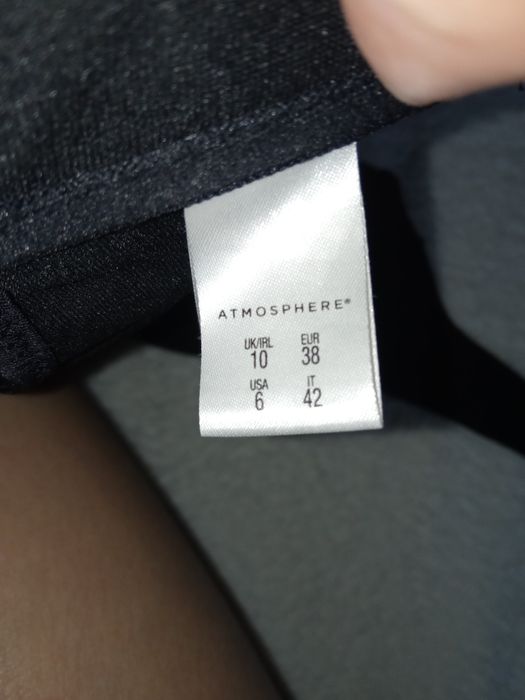 ATMOSPHERE®
UK/IRL EUR
10 38
USA IT
6 42